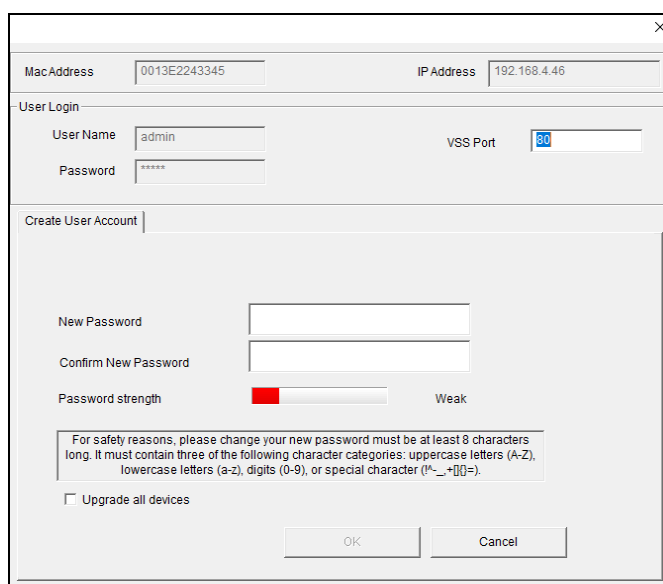 Mac Address 0013E2243345 IP Address 192.168.4.46
User Login
User Name admin VSS Port 80
Password *****
Create User Account
New Password
Confirm New Password
Password strength Weak
For safety reasons, please change your new password must be at least 8 characters
long. It must contain three of the following character categories: uppercase letters (A-Z),
lowercase letters (a-z), digits (0-9), or special character (!^-_,+[]{}=).
Upgrade all devices
OK Cancel